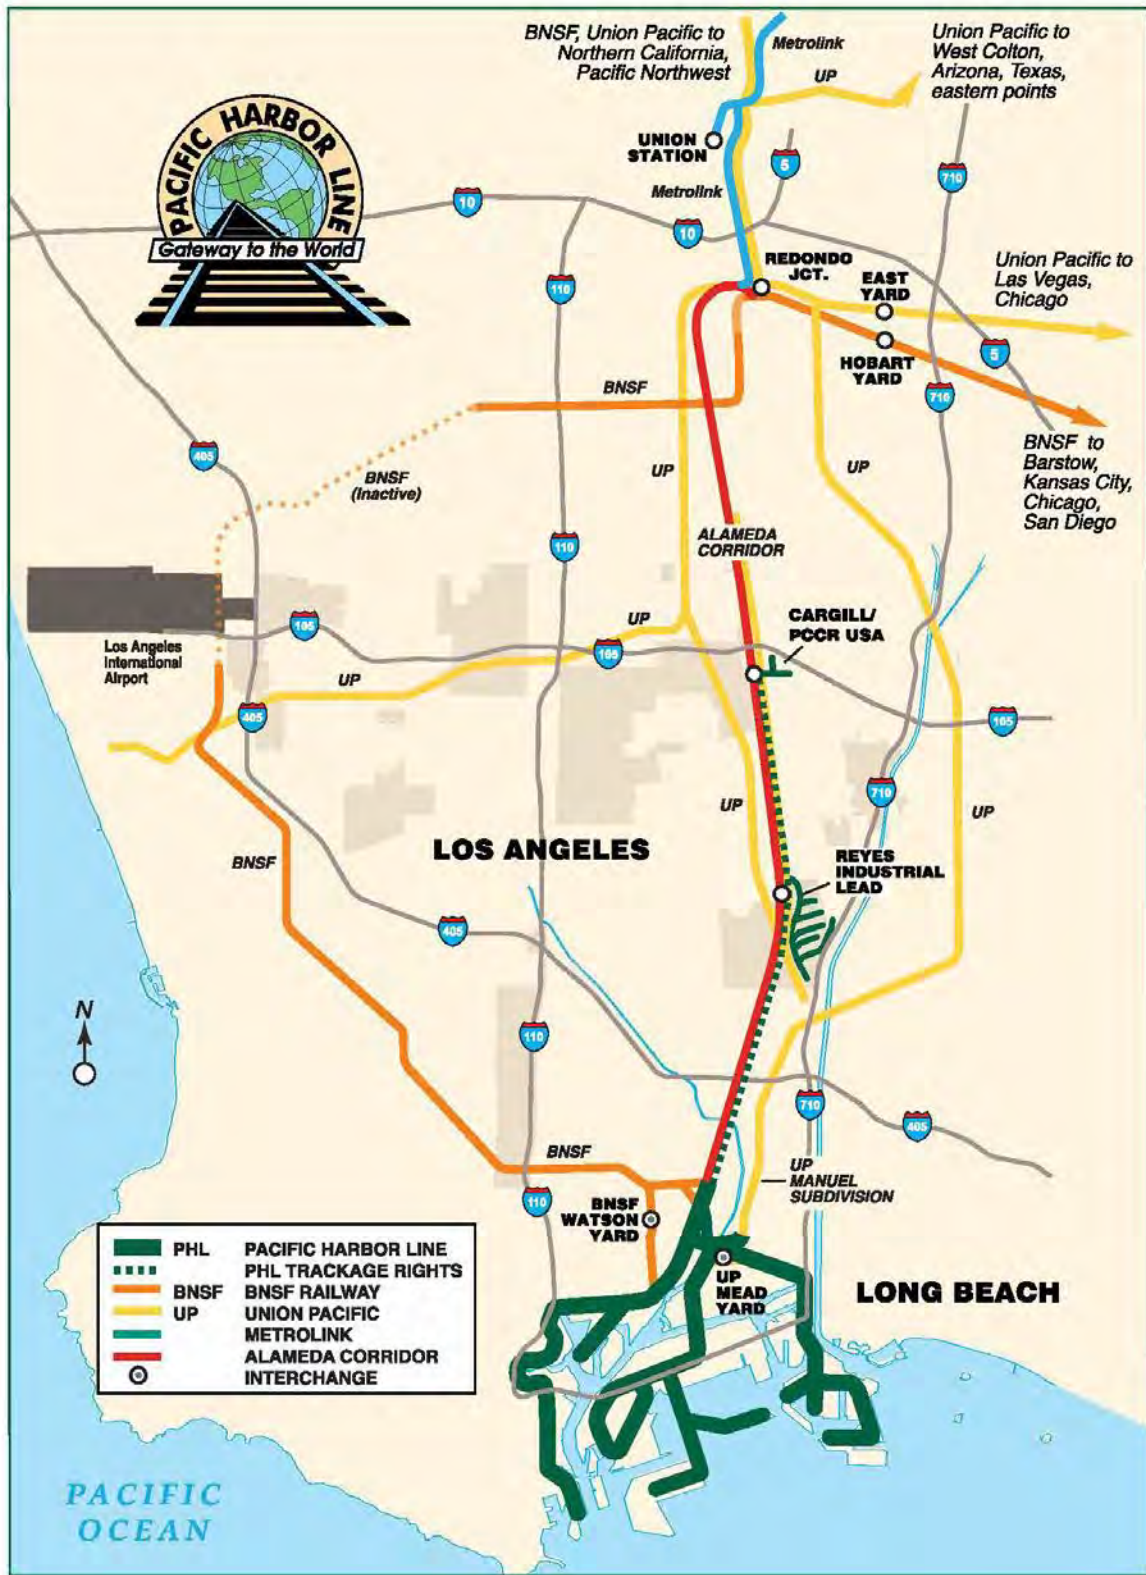 BNSF, Union Pacific to
Northern California,
Pacific Northwest
Metrolink
UP
Union Pacific to
West Colton,
Arizona, Texas,
eastern points
PACIFIC HARBOR LINE
Gateway to the World
UNION
STATION
Metrolink
5
710
10
10
REDONDO
JCT.
EAST
YARD
Union Pacific to
Las Vegas,
Chicago
110
HOBART
YARD
5
BNSF
710
405
BNSF
(Inactive)
UP
UP
BNSF to
Barstow,
Kansas City,
Chicago,
San Diego
110
ALAMEDA
CORRIDOR
CARGILL/
PCCR USA
Los Angeles
International
Airport
105
UP
105
UP
405
105
710
UP
UP
LOS ANGELES
BNSF
REYES
INDUSTRIAL
LEAD
405
N
110
710
405
BNSF
UP
MANUEL
SUBDIVISION
110
BNSF
WATSON
YARD
UP
MEAD
YARD
LONG BEACH
PHL PACIFIC HARBOR LINE
PHL TRACKAGE RIGHTS
BNSF BNSF RAILWAY
UP UNION PACIFIC
METROLINK
ALAMEDA CORRIDOR
INTERCHANGE
PACIFIC
OCEAN